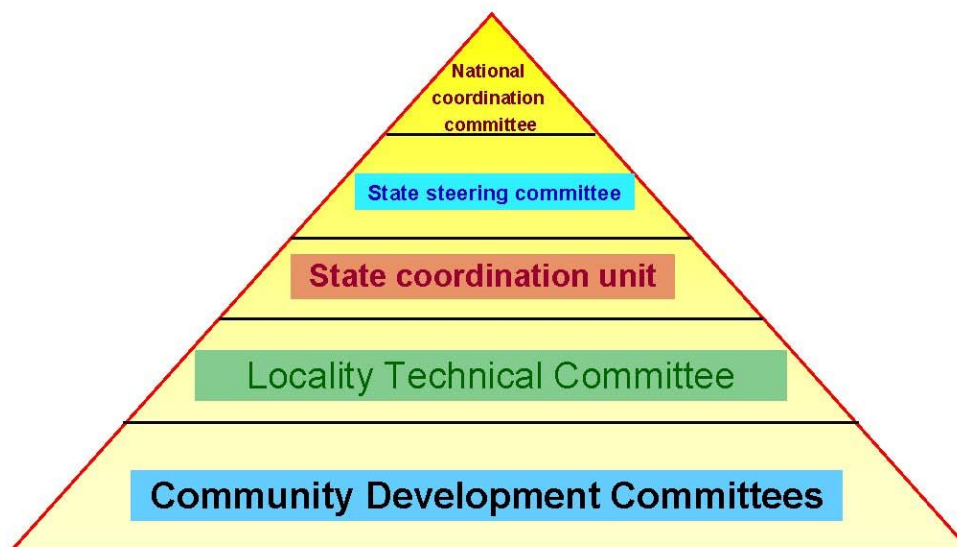 National
coordination
committee
State steering committee
State coordination unit
Locality Technical Committee
Community Development Committees